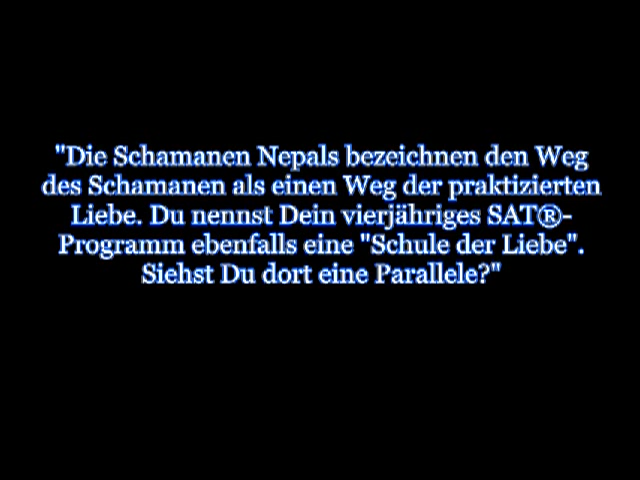 "Die Schamanen Nepals bezeichnen den Weg
des Schamanen als einen Weg der praktizierten
Liebe. Du nennst Dein vierjähriges SAT®-
Programm ebenfalls eine "Schule der Liebe".
Siehst Du dort eine Parallele?"